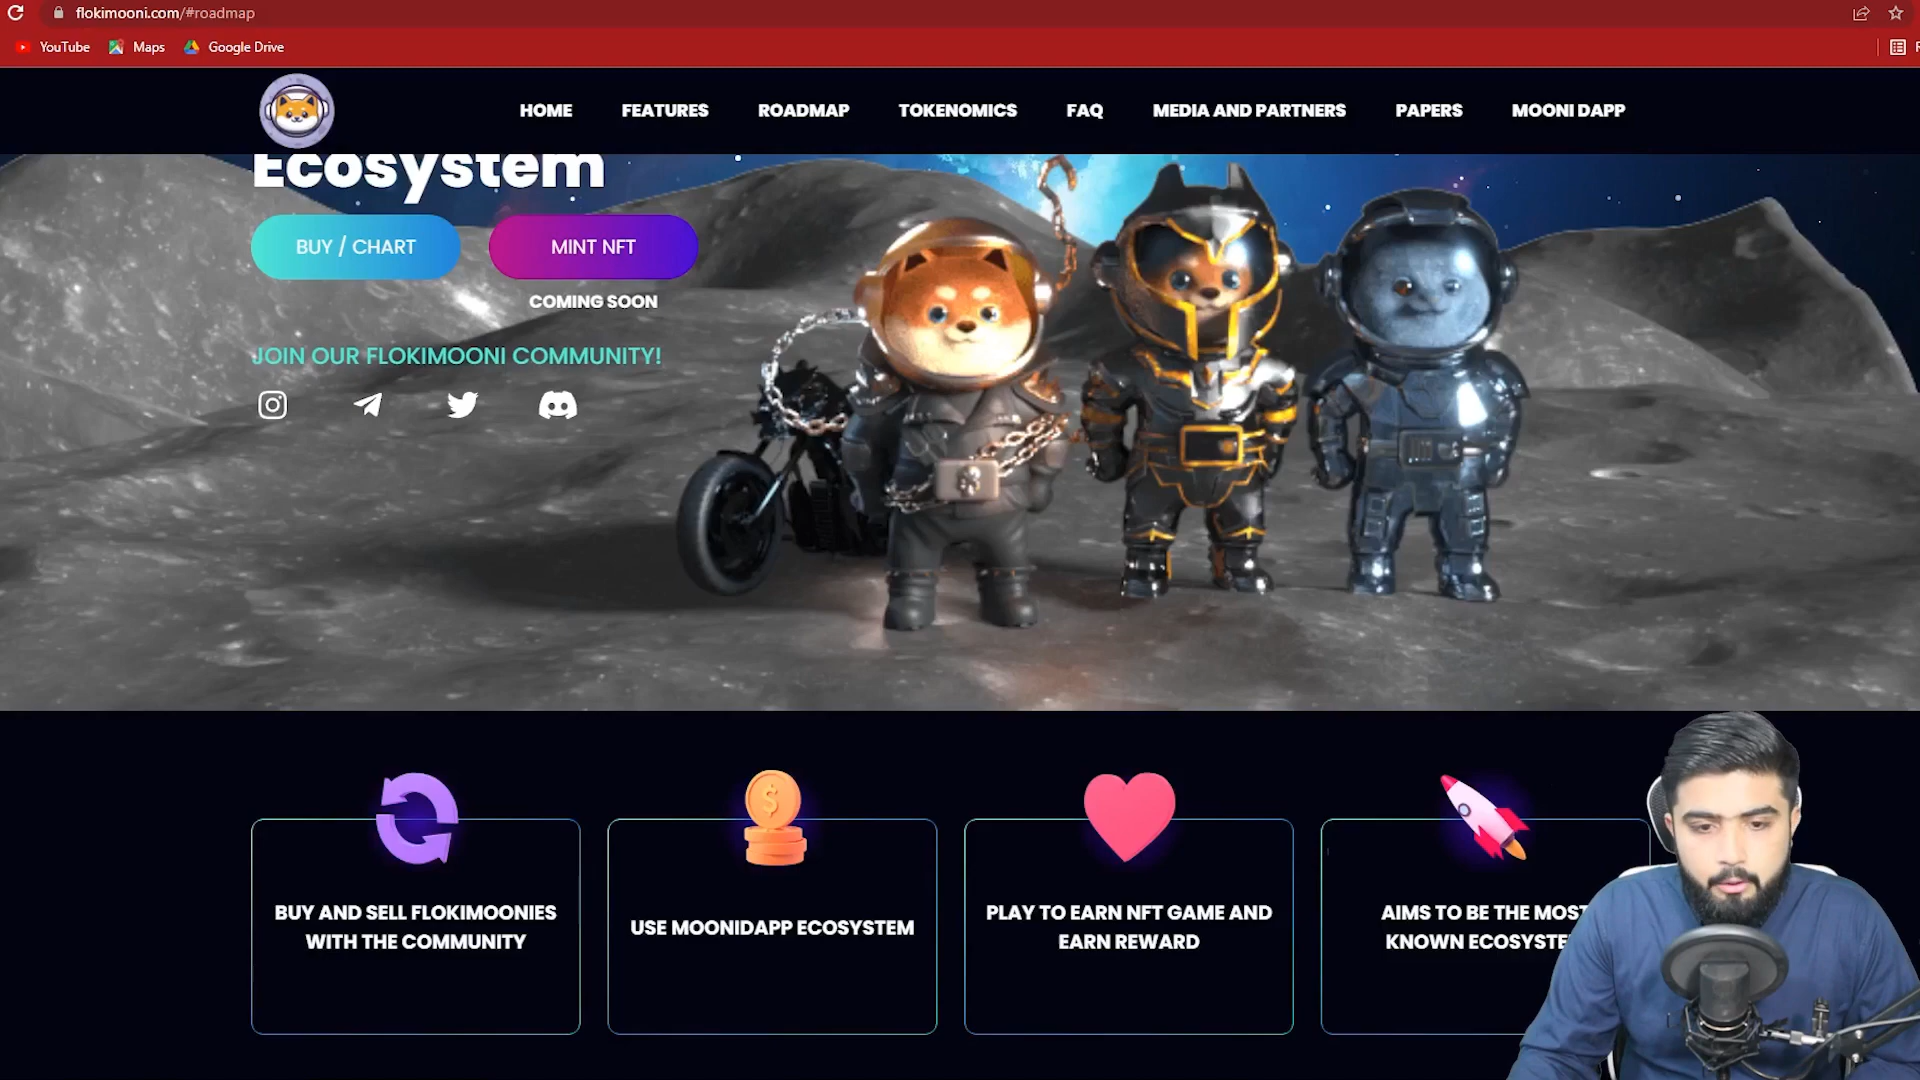 flokimooni.com/#roadmap
YouTube
Maps
Google Drive
HOME
FEATURES
ROADMAP
TOKENOMICS
FAQ
MEDIA AND PARTNERS
PAPERS
MOONI DAPP
Ecosystem
BUY / CHART
MINT NFT
COMING SOON
JOIN OUR FLOKIMOONI COMMUNITY!
BUY AND SELL FLOKIMOONIES
WITH THE COMMUNITY
USE MOONIDAPP ECOSYSTEM
PLAY TO EARN NFT GAME AND
EARN REWARD
AIMS TO BE THE MOST
KNOWN